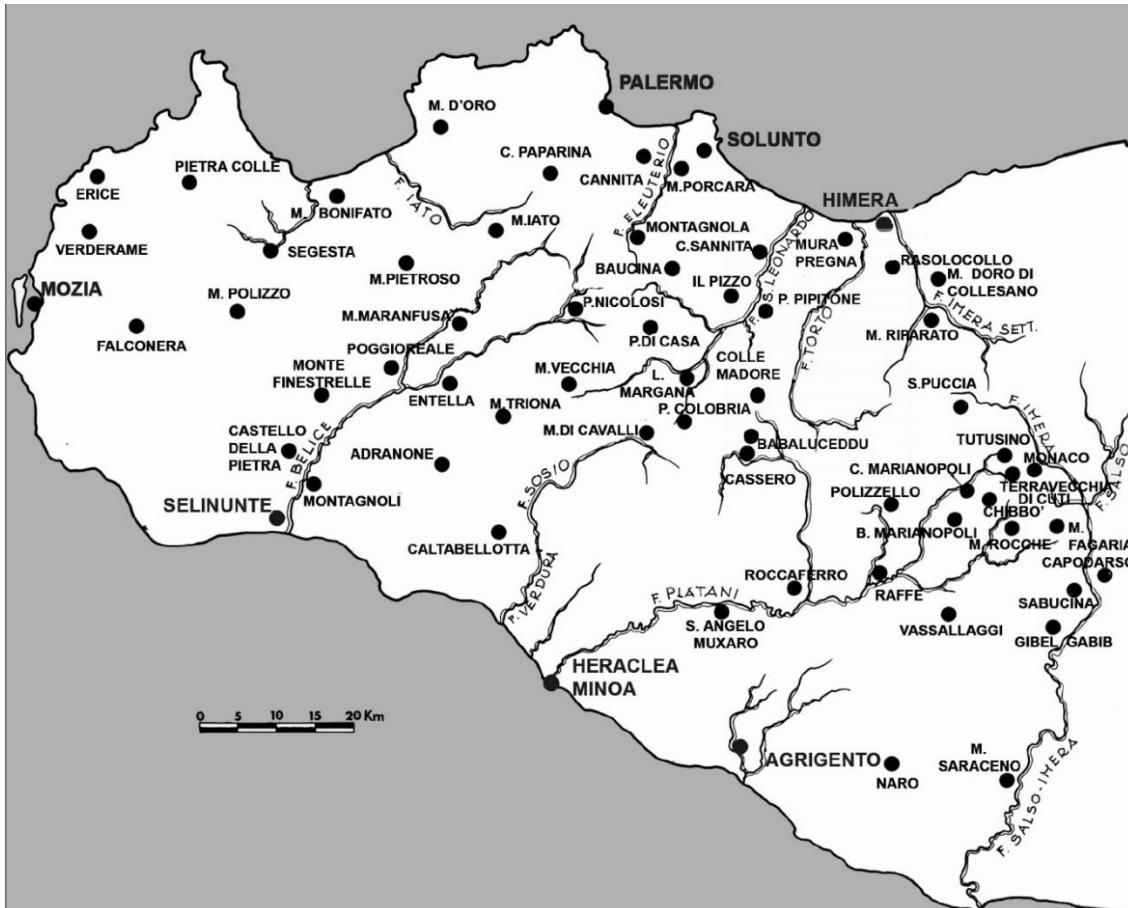 PALERMO
M. D'ORO
SOLUNTO
C. PAPARINA
PIETRA COLLE
CANNITA
F. ELEUTERIO
M.PORCARA
ERICE
F. IATO
HIMERA
M. BONIFATO
M.IATO
MONTAGNOLA
C.SANNITA
F. S. LEONARDO
MURA
PREGNA
VERDERAME
SEGESTA
BAUCINA
RASOLOCOLLO
M. DORO DI
COLLESANO
M.PIETROSO
IL PIZZO
MOZIA
M. POLIZZO
P.NICOLOSI
P. PIPITONE
F. TORTO
F. IMERA SETT.
M.MARANFUSA
FALCONERA
P.DI CASA
M. RIPARATO
POGGIOREALE
MONTE
FINESTRELLE
M.VECCHIA
L.
MARGANA
COLLE
MADORE
ENTELLA
S.PUCCIA
M.TRIONA
P. COLOBRIA
F. IMERA
CASTELLO
DELLA
PIETRA
M.DI CAVALLI
BABALUCEDDU
TUTUSINO
MONACO
F. SALSO
ADRANONE
F. BELICE
F. SOSIO
CASSERO
C. MARIANOPOLI
TERRAVECCHIA
DI CUTI
MONTAGNOLI
POLIZZELLO
CHIBBO'
SELINUNTE
B. MARIANOPOLI
M. ROCCHE
M.
FAGARIA
CALTABELLOTTA
CAPODARSO
F. VERDURA
ROCCAFERRO
RAFFE
F. PLATANI
SABUCINA
S. ANGELO
MUXARO
VASSALLAGGI
GIBEL GABIB
HERACLEA
MINOA
0 5 10 15 20 Km
AGRIGENTO
NARO
M.
SARACENO
F. SALSO-IMERA